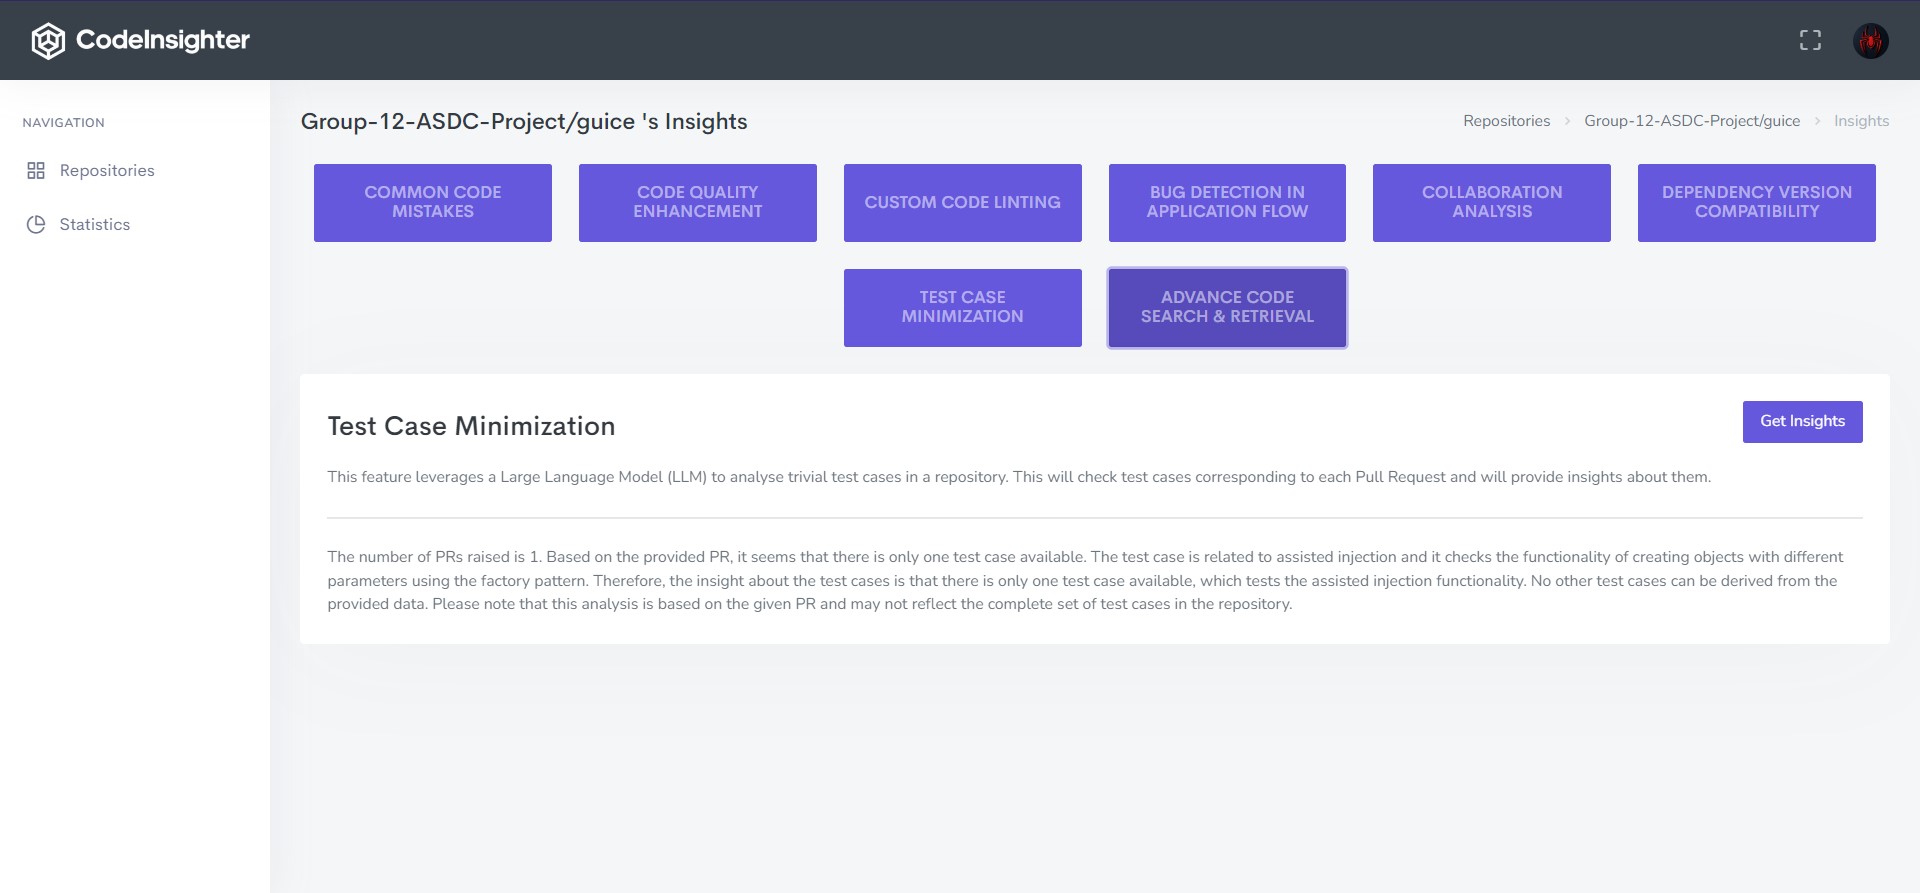 CodeInsighter
NAVIGATION
Repositories
Statistics
Group-12-ASDC-Project/guice 's Insights
Repositories > Group-12-ASDC-Project/guice > Insights
COMMON CODE
MISTAKES
CODE QUALITY
ENHANCEMENT
CUSTOM CODE LINTING
BUG DETECTION IN
APPLICATION FLOW
COLLABORATION
ANALYSIS
DEPENDENCY VERSION
COMPATIBILITY
TEST CASE
MINIMIZATION
ADVANCE CODE
SEARCH & RETRIEVAL
Test Case Minimization
Get Insights
This feature leverages a Large Language Model (LLM) to analyse trivial test cases in a repository. This will check test cases corresponding to each Pull Request and will provide insights about them.
The number of PRs raised is 1. Based on the provided PR, it seems that there is only one test case available. The test case is related to assisted injection and it checks the functionality of creating objects with different
parameters using the factory pattern. Therefore, the insight about the test cases is that there is only one test case available, which tests the assisted injection functionality. No other test cases can be derived from the
provided data. Please note that this analysis is based on the given PR and may not reflect the complete set of test cases in the repository.